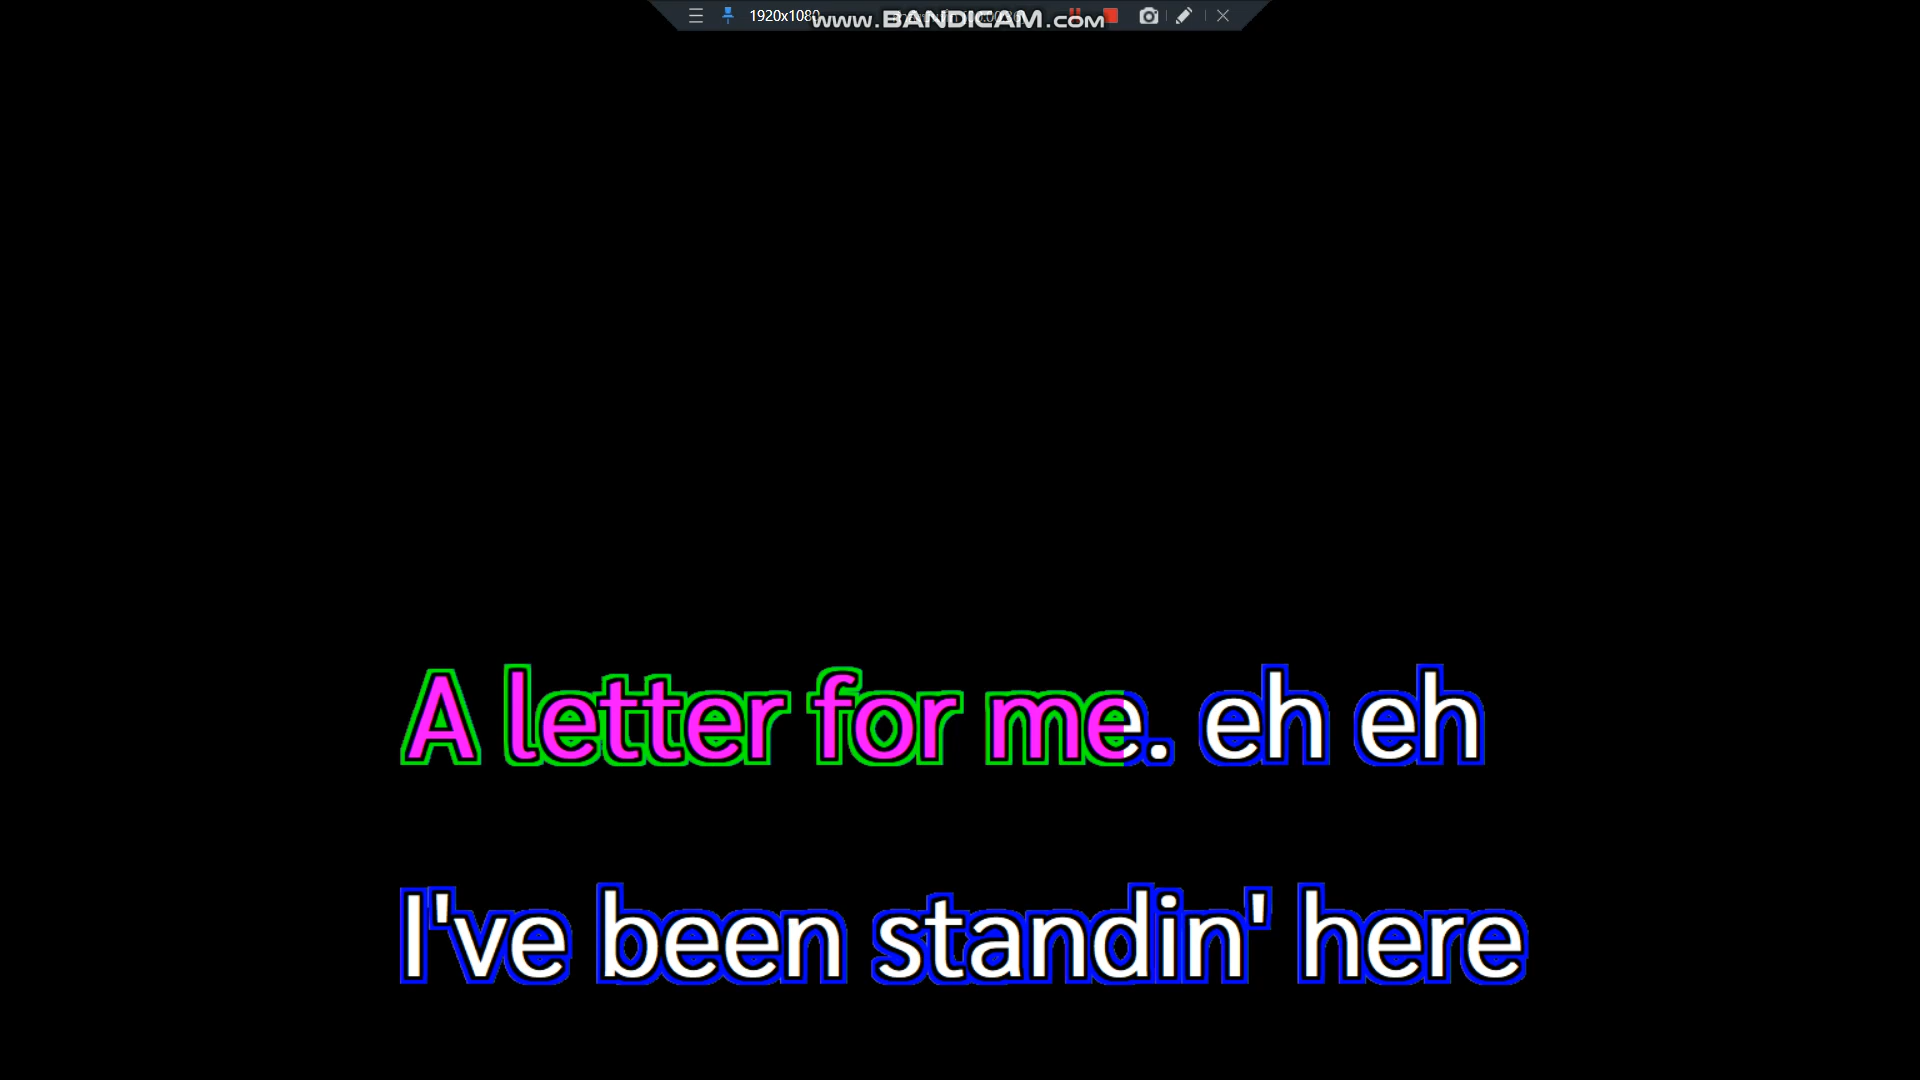 1920x1080
www.BANDICAM.com
A letter for me. eh eh
I've been standin' here